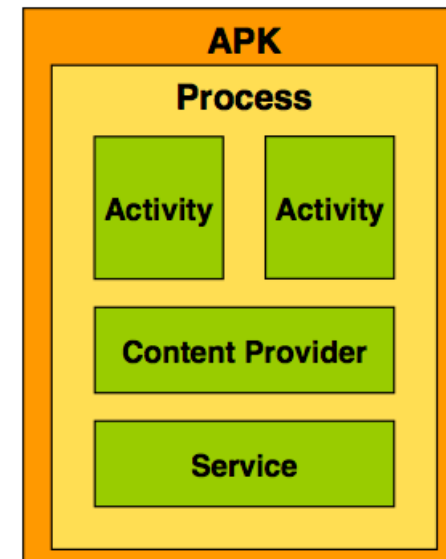 APK
Process
Activity Activity
Content Provider
Service